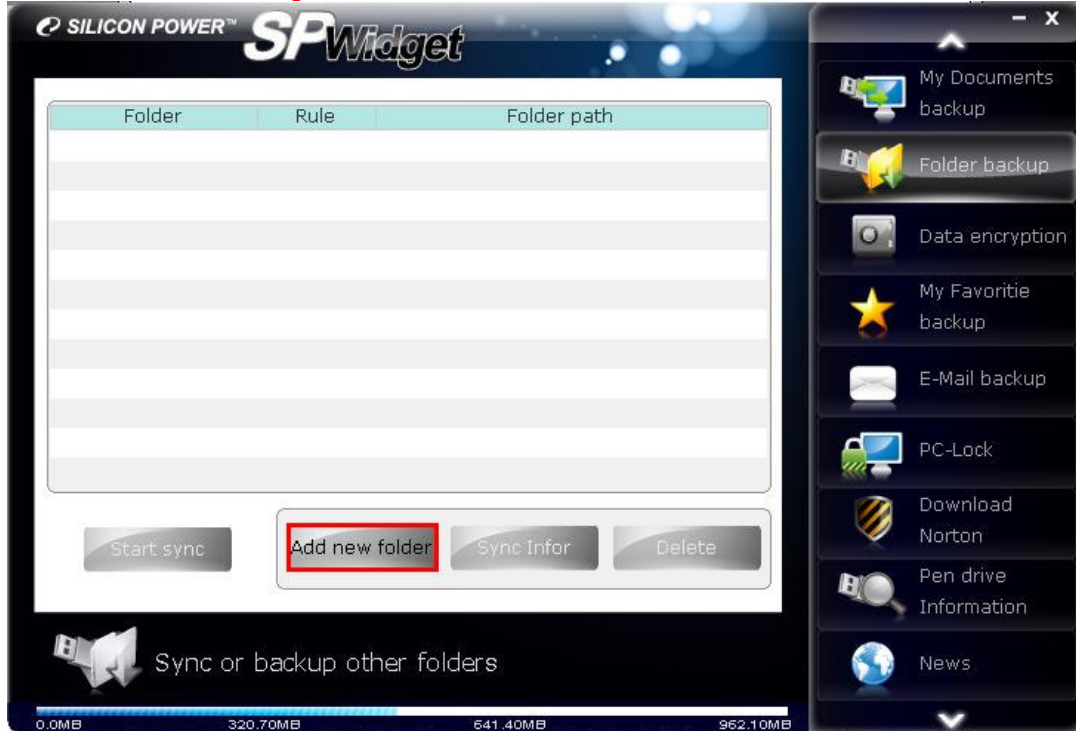 SILICON POWER™ SPWidget
- x
Folder Rule Folder path
Start sync Add new folder Sync Infor Delete
Sync or backup other folders
0.0MB 320.70MB 641.40MB 962.10MB
My Documents
backup
Folder backup
Data encryption
My Favoritie
backup
E-Mail backup
PC-Lock
Download
Norton
Pen drive
Information
News